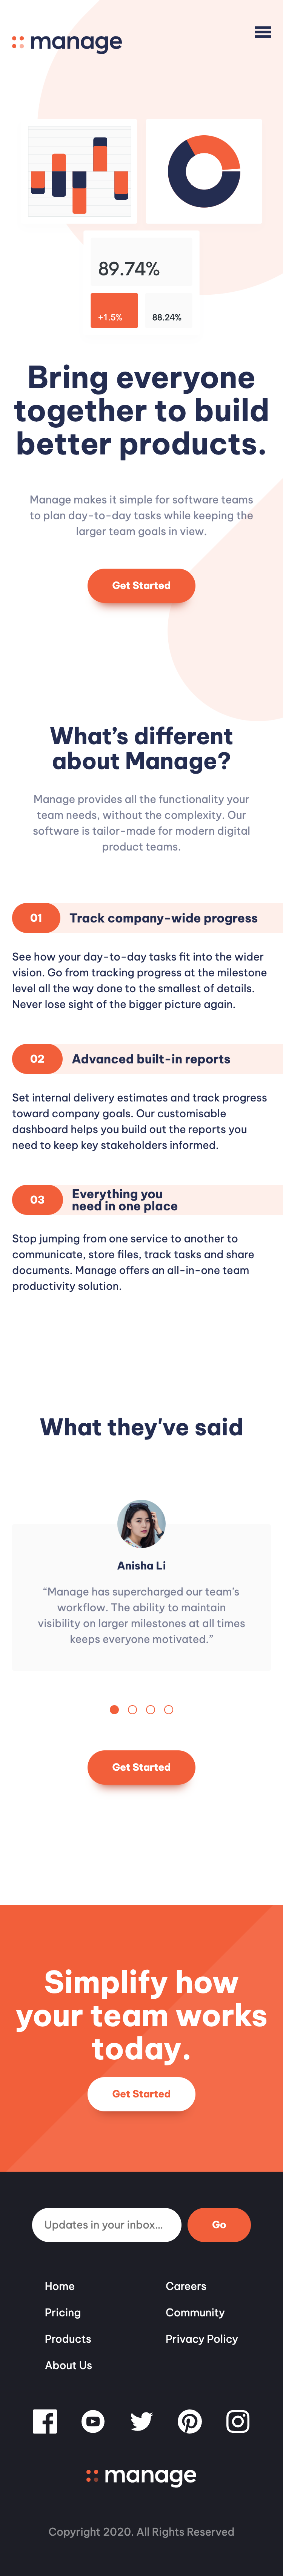 manage
89.74%
+1.5%
88.24%
Bring everyone
together to build
better products.
Manage makes it simple for software teams
to plan day-to-day tasks while keeping the
larger team goals in view.
Get Started
What’s different
about Manage?
Manage provides all the functionality your
team needs, without the complexity. Our
software is tailor-made for modern digital
product teams.
01 Track company-wide progress
See how your day-to-day tasks fit into the wider
vision. Go from tracking progress at the milestone
level all the way done to the smallest of details.
Never lose sight of the bigger picture again.
02 Advanced built-in reports
Set internal delivery estimates and track progress
toward company goals. Our customisable
dashboard helps you build out the reports you
need to keep key stakeholders informed.
03 Everything you
need in one place
Stop jumping from one service to another to
communicate, store files, track tasks and share
documents. Manage offers an all-in-one team
productivity solution.
What they've said
Anisha Li
“Manage has supercharged our team’s
workflow. The ability to maintain
visibility on larger milestones at all times
keeps everyone motivated.”
Get Started
Simplify how
your team works
today.
Get Started
Updates in your inbox... Go
Home
Pricing
Products
About Us
Careers
Community
Privacy Policy
manage
Copyright 2020. All Rights Reserved